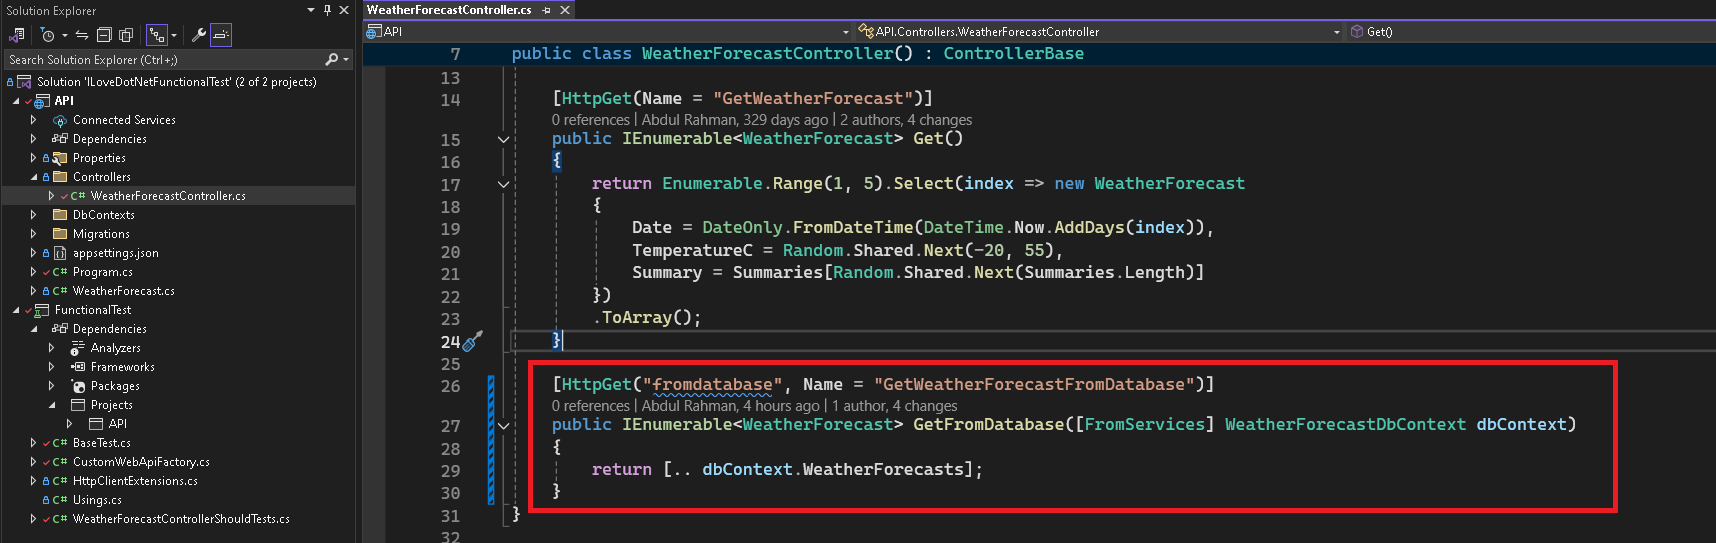 Solution Explorer
Search Solution Explorer (Ctrl+;)
Solution 'ILoveDotNetFunctionalTest' (2 of 2 projects)
API
Connected Services
Dependencies
Properties
Controllers
C# WeatherForecastController.cs
DbContexts
Migrations
appsettings.json
C# Program.cs
C# WeatherForecast.cs
FunctionalTest
Dependencies
Analyzers
Frameworks
Packages
Projects
API
C# BaseTest.cs
C# CustomWebApiFactory.cs
C# HttpClientExtensions.cs
C# Usings.cs
C# WeatherForecastControllerShouldTests.cs
WeatherForecastController.cs
API
API.Controllers.WeatherForecastController
Get()
7 public class WeatherForecastController() : ControllerBase
13
14 [HttpGet(Name = "GetWeatherForecast")]
0 references | Abdul Rahman, 329 days ago | 2 authors, 4 changes
15 public IEnumerable<WeatherForecast> Get()
16 {
17 return Enumerable.Range(1, 5).Select(index => new WeatherForecast
18 {
19 Date = DateOnly.FromDateTime(DateTime.Now.AddDays(index)),
20 TemperatureC = Random.Shared.Next(-20, 55),
21 Summary = Summaries[Random.Shared.Next(Summaries.Length)]
22 })
23 .ToArray();
24 }
25
26 [HttpGet("fromdatabase", Name = "GetWeatherForecastFromDatabase")]
0 references | Abdul Rahman, 4 hours ago | 1 author, 4 changes
27 public IEnumerable<WeatherForecast> GetFromDatabase([FromServices] WeatherForecastDbContext dbContext)
28 {
29 return [.. dbContext.WeatherForecasts];
30 }
31 }
32